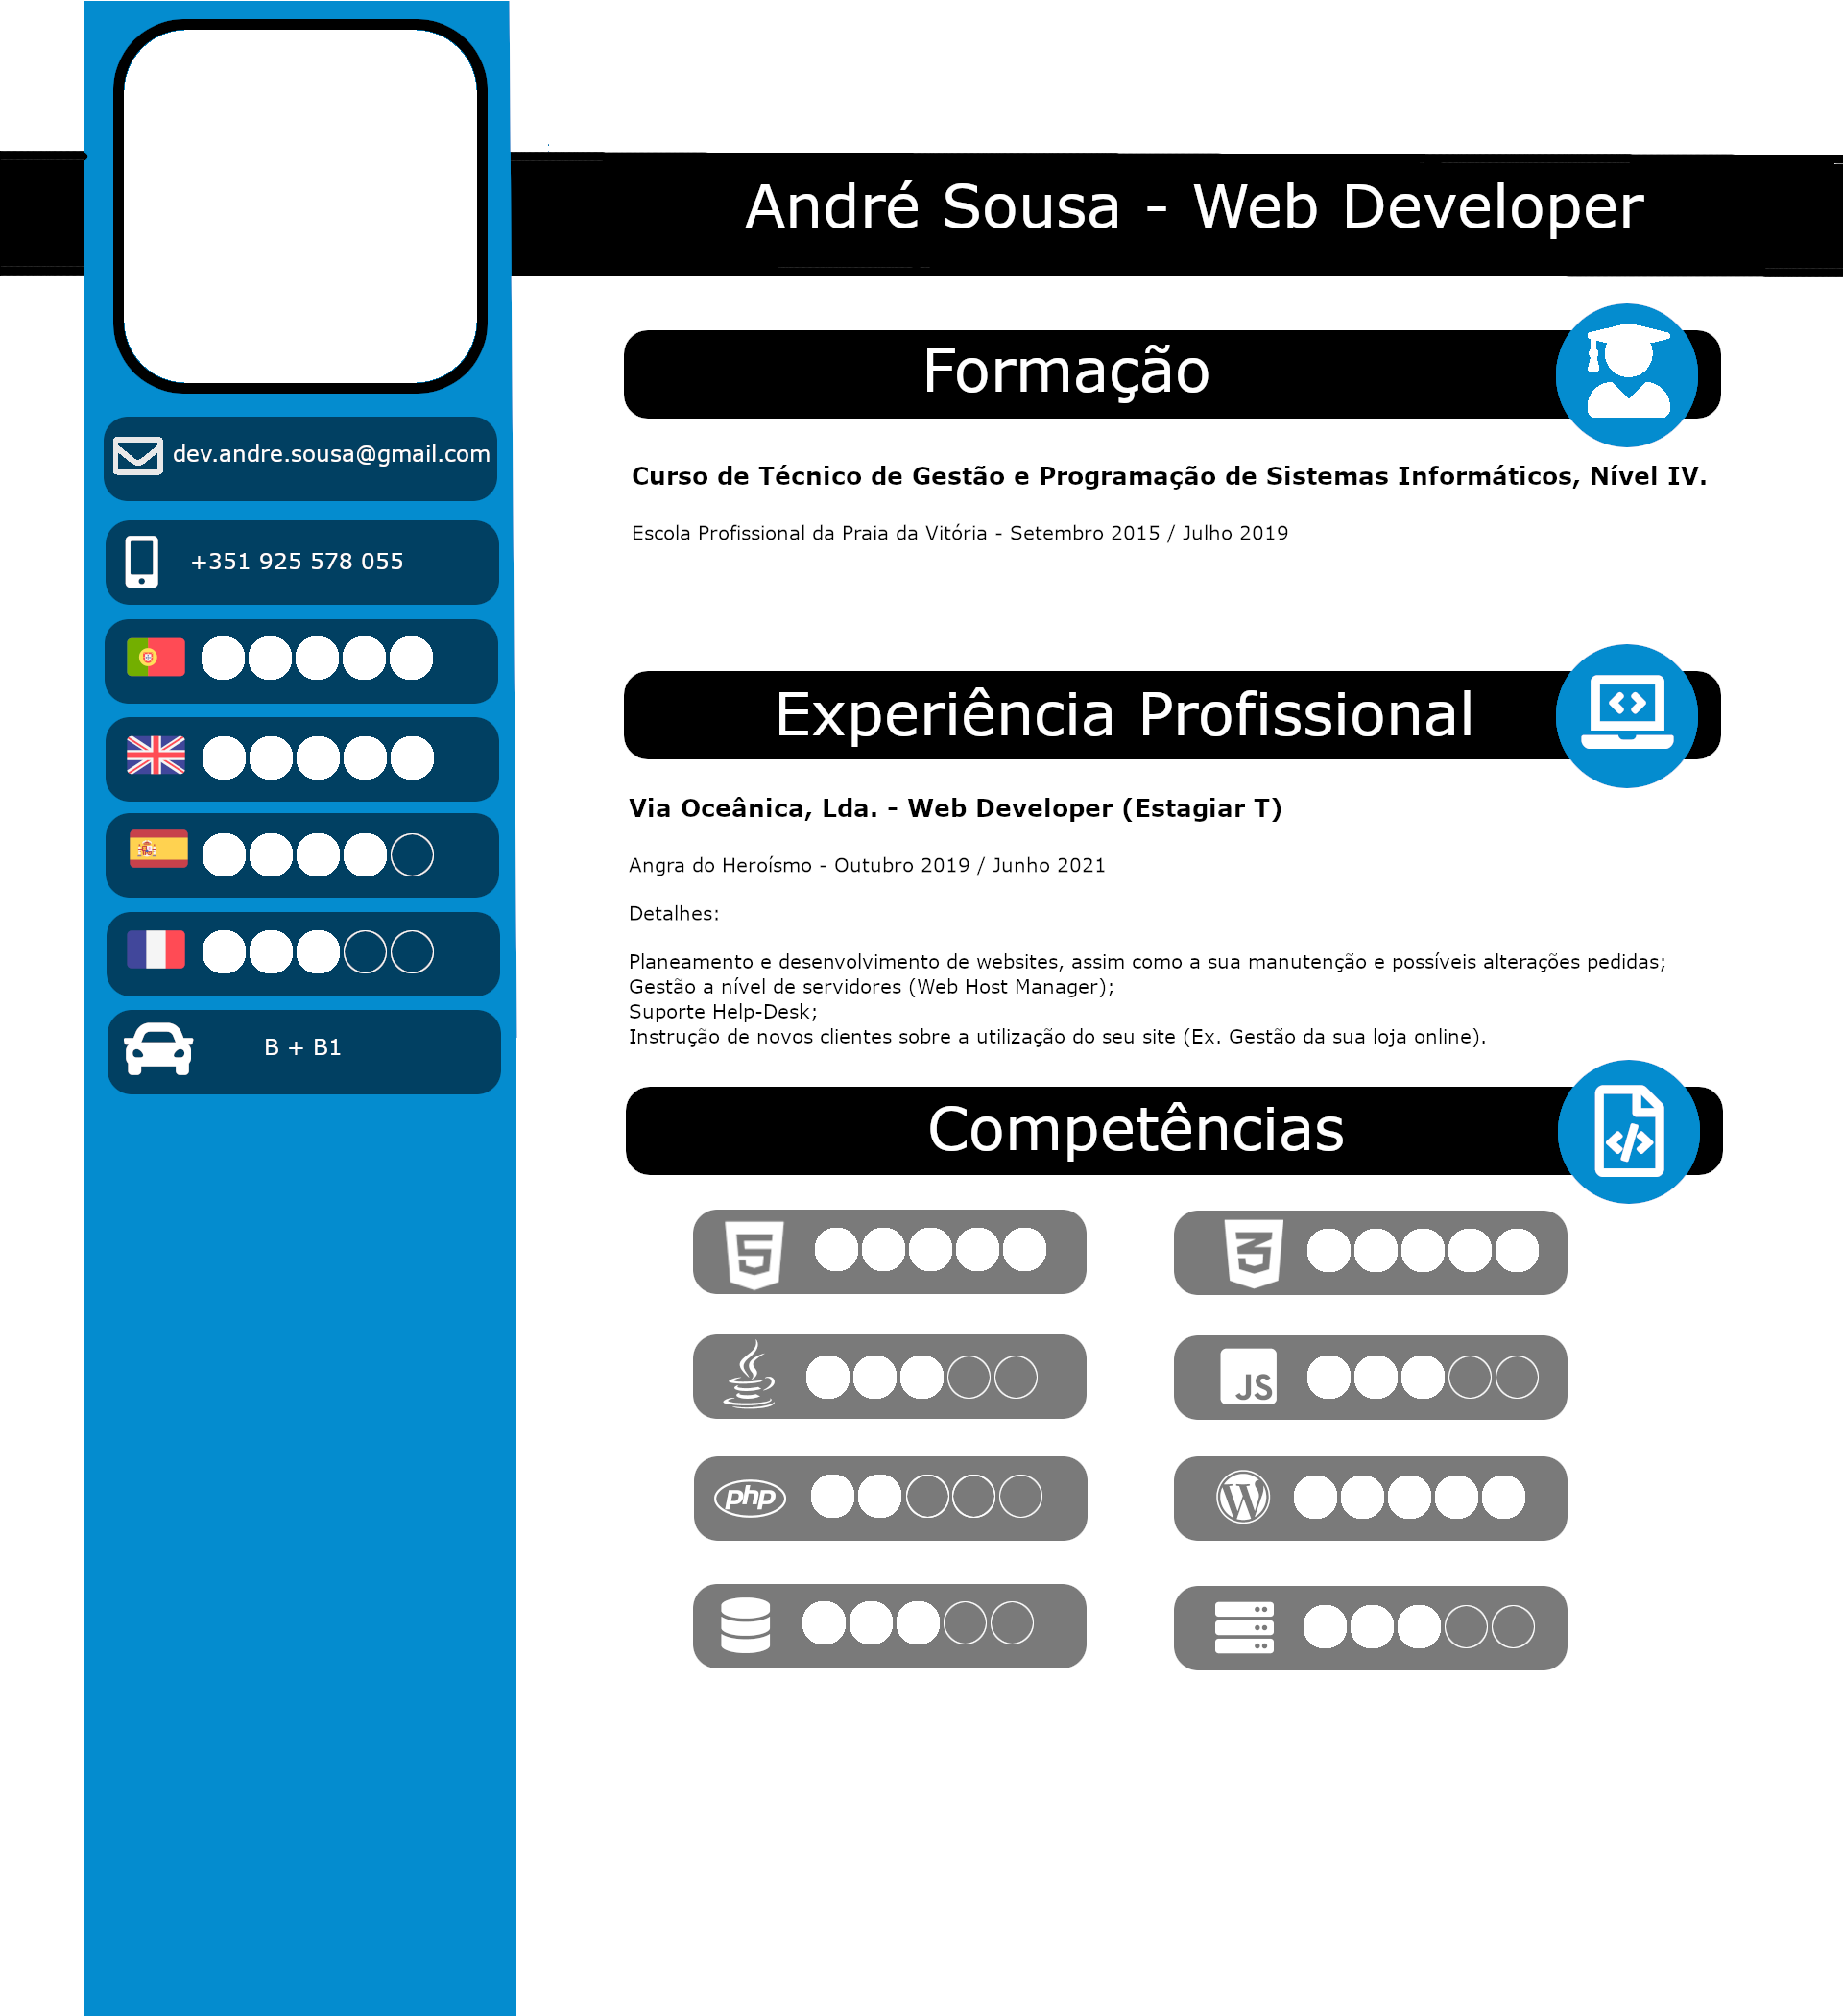 André Sousa - Web Developer
dev.andre.sousa@gmail.com
+351 925 578 055
B + B1
Formação
Curso de Técnico de Gestão e Programação de Sistemas Informáticos, Nível IV.
Escola Profissional da Praia da Vitória - Setembro 2015 / Julho 2019
Experiência Profissional
Via Oceânica, Lda. - Web Developer (Estagiar T)
Angra do Heroísmo - Outubro 2019 / Junho 2021
Detalhes:
Planeamento e desenvolvimento de websites, assim como a sua manutenção e possíveis alterações pedidas;
Gestão a nível de servidores (Web Host Manager);
Suporte Help-Desk;
Instrução de novos clientes sobre a utilização do seu site (Ex. Gestão da sua loja online).
Competências
5
3
JS
php
W